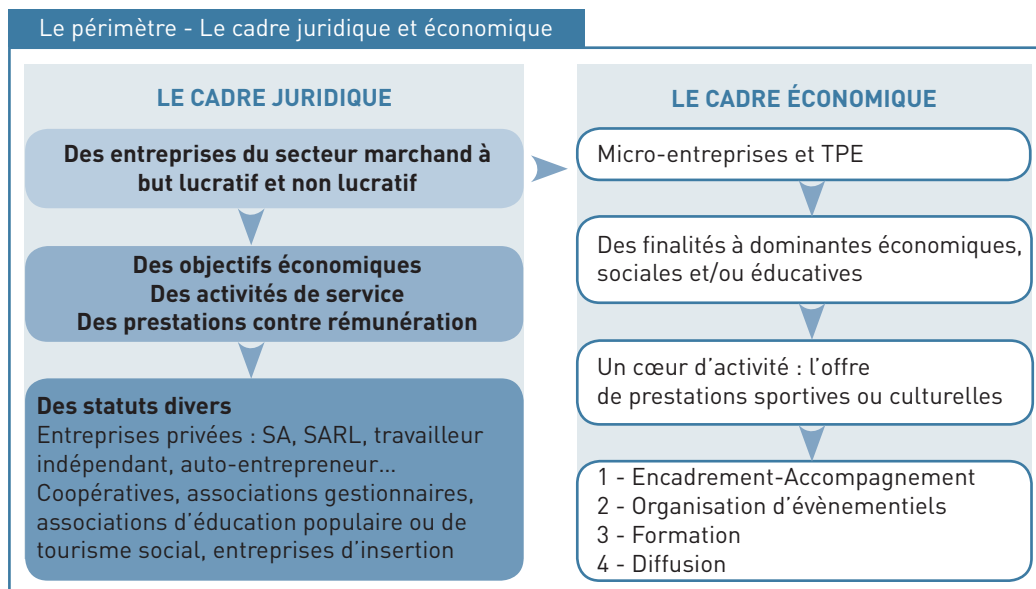 Le périmètre - Le cadre juridique et économique
LE CADRE JURIDIQUE
Des entreprises du secteur marchand à
but lucratif et non lucratif
Des objectifs économiques
Des activités de service
Des prestations contre rémunération
Des statuts divers
Entreprises privées : SA, SARL, travailleur
indépendant, auto-entrepreneur...
Coopératives, associations gestionnaires,
associations d'éducation populaire ou de
tourisme social, entreprises d'insertion
LE CADRE ÉCONOMIQUE
Micro-entreprises et TPE
Des finalités à dominantes économiques,
sociales et/ou éducatives
Un cœur d'activité : l'offre
de prestations sportives ou culturelles
1 - Encadrement-Accompagnement
2 - Organisation d'évènementiels
3 - Formation
4 - Diffusion